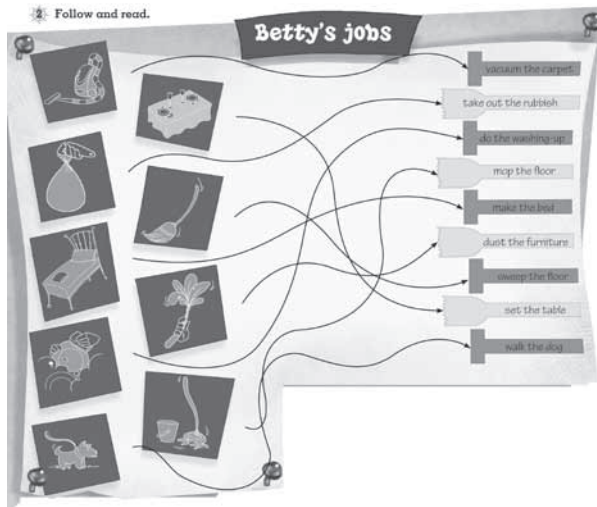 2 Follow and read.
Betty's jobs
vacuum the carpet
take out the rubbish
do the washing-up
mop the floor
make the bed
dust the furniture
sweep the floor
set the table
walk the dog